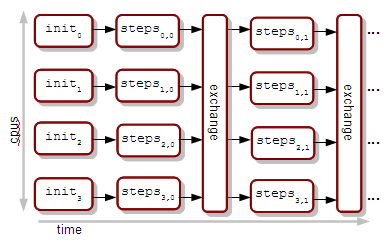 init0 steps0,0 steps0,1 ...
init1 steps1,0 steps1,1 ...
cpus
exchange
exchange
init2 steps2,0 steps2,1 ...
init3 steps3,0 steps3,1 ...
time